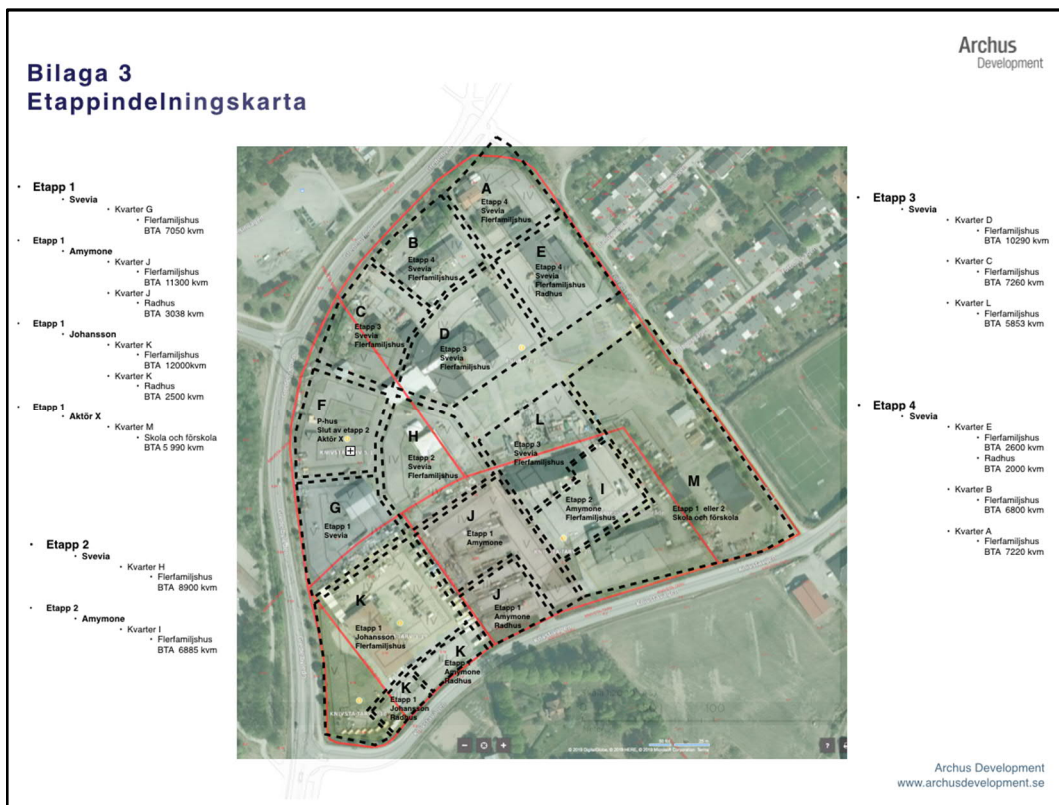 Bilaga 3
Etappindelningskarta
Archus
Development
• Etapp 1
• Svevia
• Kvarter G
• Flerfamiljshus
BTA 7050 kvm
• Etapp 1
• Amymone
• Kvarter J
• Flerfamiljshus
BTA 11300 kvm
• Kvarter J
• Radhus
BTA 3038 kvm
• Etapp 1
• Johansson
• Kvarter K
• Flerfamiljshus
BTA 12000kvm
• Kvarter K
• Radhus
BTA 2500 kvm
• Etapp 1
• Aktör X
• Kvarter M
• Skola och förskola
BTA 5 990 kvm
• Etapp 2
• Svevia
• Kvarter H
• Flerfamiljshus
BTA 8900 kvm
• Etapp 2
• Amymone
• Kvarter I
• Flerfamiljshus
BTA 6885 kvm
A
Etapp 4
Svevia
Flerfamiljshus
B
Etapp 4
Svevia
Flerfamiljshus
E
Etapp 4
Svevia
Flerfamiljshus
Radhus
C
Etapp 3
Svevia
Flerfamiljshus
D
Etapp 3
Svevia
Flerfamiljshus
F
P-hus
Slut av etapp 2
Aktör X
H
Etapp 2
Svevia
Flerfamiljshus
L
Etapp 3
Svevia
Flerfamiljshus
G
Etapp 1
Svevia
I
Etapp 2
Amymone
Flerfamiljshus
M
Etapp 1 eller 2
Skola och förskola
J
Etapp 1
Amymone
J
Etapp 1
Amymone
Radhus
K
Etapp 1
Johansson
Flerfamiljshus
K
Etapp
Amymone
Radhus
K
Etapp 1
Johansson
Radhus
100
• Etapp 3
• Svevia
• Kvarter D
• Flerfamiljshus
BTA 10290 kvm
• Kvarter C
• Flerfamiljshus
BTA 7260 kvm
• Kvarter L
• Flerfamiljshus
BTA 5853 kvm
• Etapp 4
• Svevia
• Kvarter E
• Flerfamiljshus
BTA 2600 kvm
• Radhus
BTA 2000 kvm
• Kvarter B
• Flerfamiljshus
BTA 6800 kvm
• Kvarter A
• Flerfamiljshus
BTA 7220 kvm
Archus Development
www.archusdevelopment.se